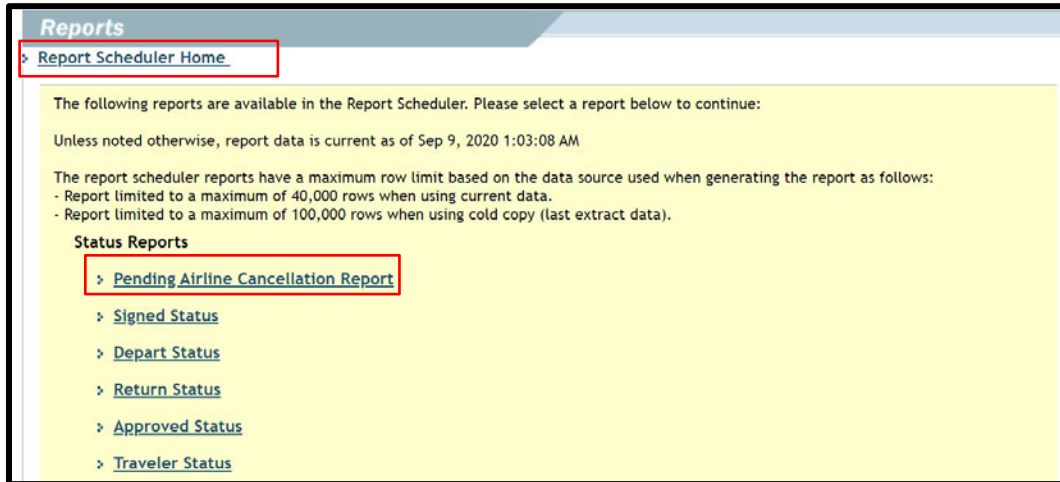 Reports
Report Scheduler Home
The following reports are available in the Report Scheduler. Please select a report below to continue:
Unless noted otherwise, report data is current as of Sep 9, 2020 1:03:08 AM
The report scheduler reports have a maximum row limit based on the data source used when generating the report as follows:
- Report limited to a maximum of 40,000 rows when using current data.
- Report limited to a maximum of 100,000 rows when using cold copy (last extract data).
Status Reports
Pending Airline Cancellation Report
Signed Status
Depart Status
Return Status
Approved Status
Traveler Status